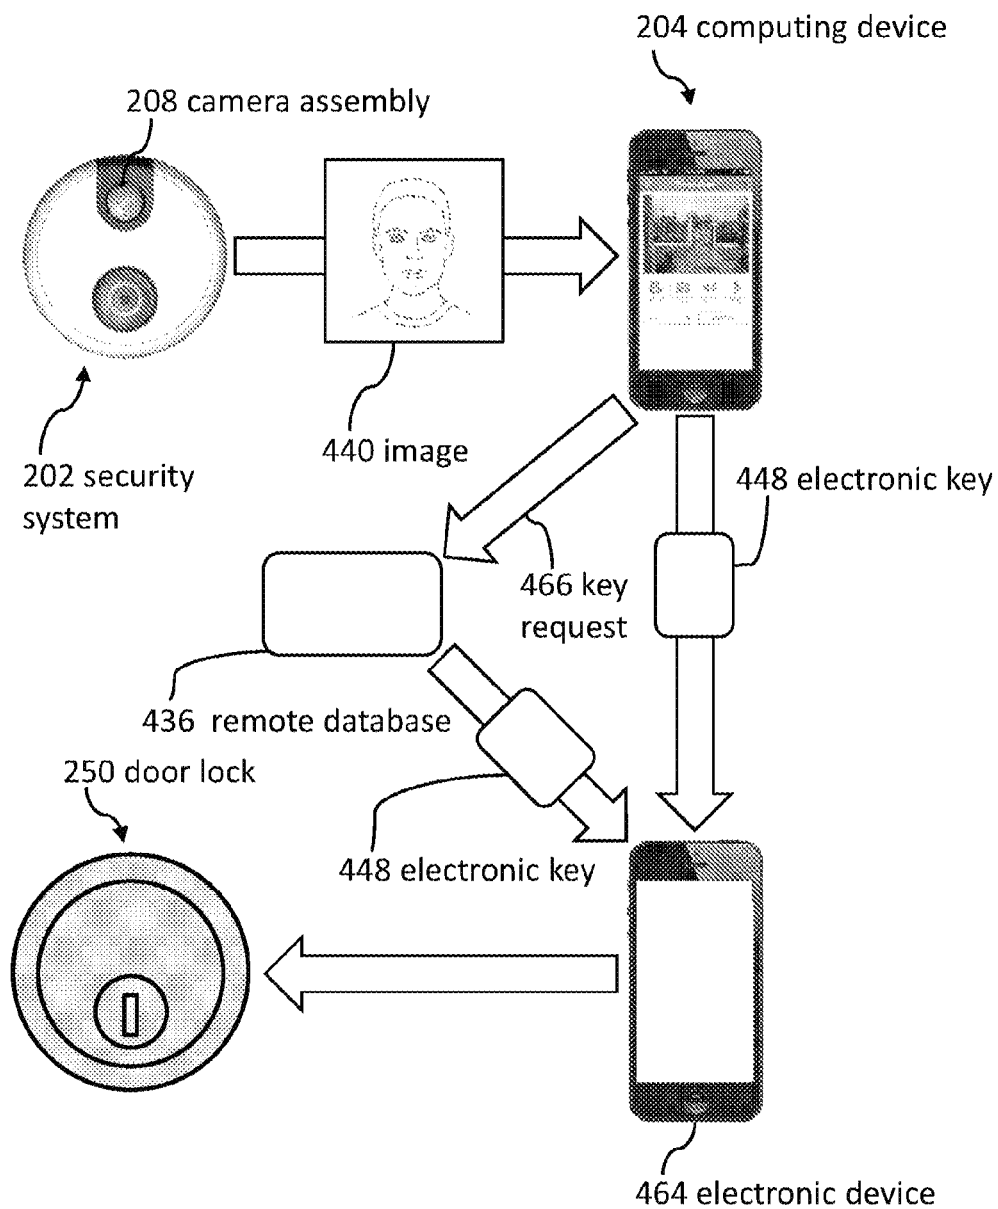 204 computing device
208 camera assembly
440 image
202 security
system
448 electronic key
466 key
request
436 remote database
250 door lock
448 electronic key
464 electronic device